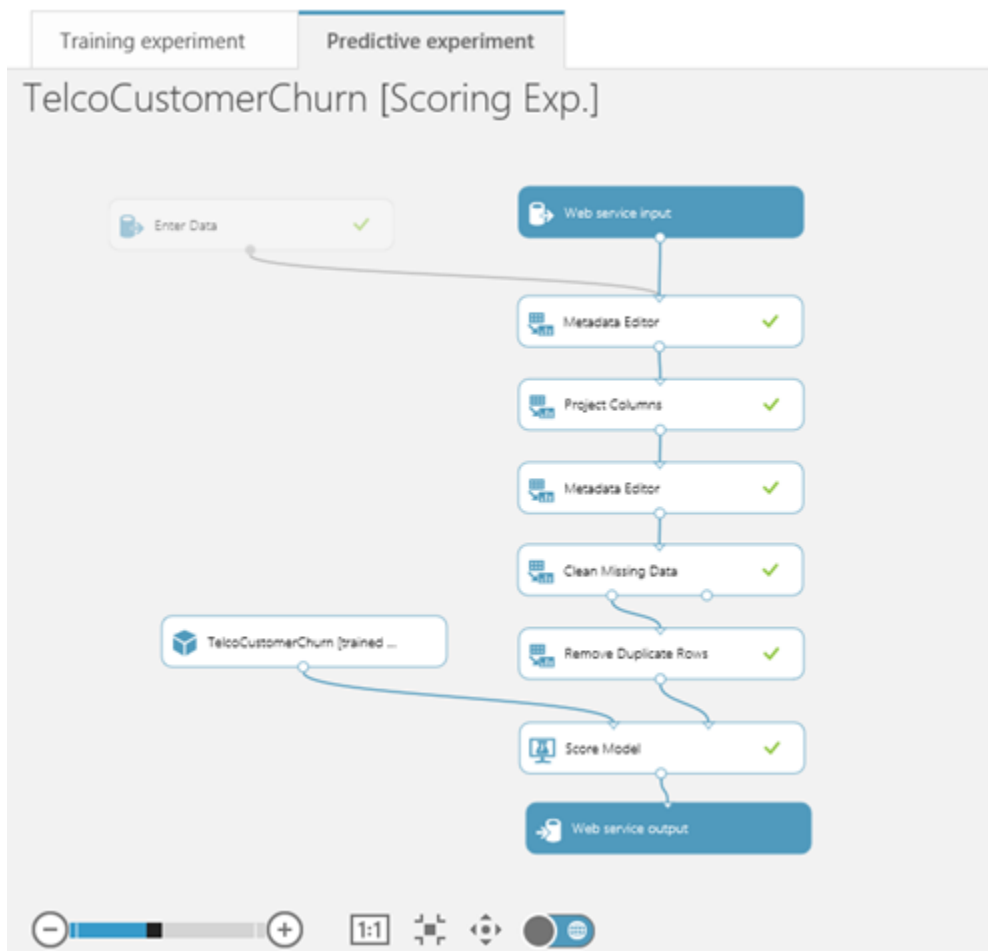 Training experiment
Predictive experiment
TelcoCustomerChurn [Scoring Exp.]
Enter Data
Web service input
Metadata Editor
Project Columns
Metadata Editor
Clean Missing Data
TelcoCustomerChurn [trained ...
Remove Duplicate Rows
Score Model
Web service output
1:1